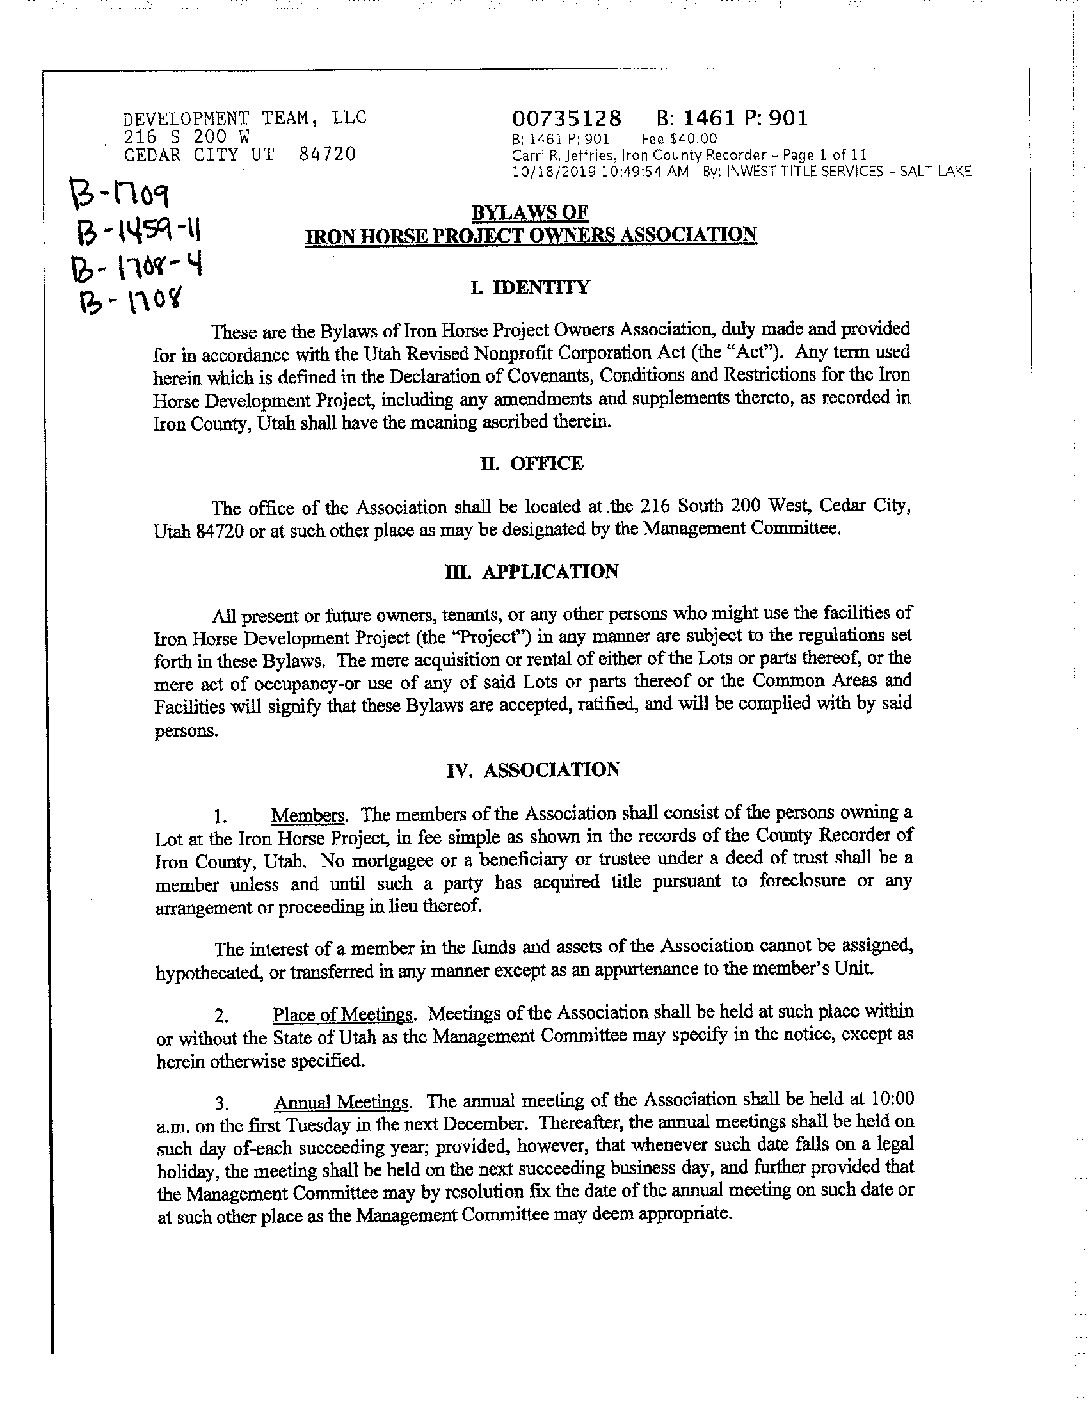 DEVELOPMENT TEAM, LLC
216 S 200 W
CEDAR CITY UT 84720
00735128 B: 1461 P: 901
B: 1461 P: 901 Fee $40.00
Carri R. Jeffries, Iron County Recorder - Page 1 of 11
10/18/2019 10:49:54 AM By: INWEST TITLE SERVICES - SALT LAKE
B-1709
B-1459-11
B-1708-4
B-1708
BYLAWS OF
IRON HORSE PROJECT OWNERS ASSOCIATION
I. IDENTITY
These are the Bylaws of Iron Horse Project Owners Association, duly made and provided
for in accordance with the Utah Revised Nonprofit Corporation Act (the “Act”). Any term used
herein which is defined in the Declaration of Covenants, Conditions and Restrictions for the Iron
Horse Development Project, including any amendments and supplements thereto, as recorded in
Iron County, Utah shall have the meaning ascribed therein.
II. OFFICE
The office of the Association shall be located at the 216 South 200 West, Cedar City,
Utah 84720 or at such other place as may be designated by the Management Committee.
III. APPLICATION
All present or future owners, tenants, or any other persons who might use the facilities of
Iron Horse Development Project (the “Project”) in any manner are subject to the regulations set
forth in these Bylaws. The mere acquisition or rental of either of the Lots or parts thereof, or the
mere act of occupancy-or use of any of said Lots or parts thereof or the Common Areas and
Facilities will signify that these Bylaws are accepted, ratified, and will be complied with by said
persons.
IV. ASSOCIATION
1. Members. The members of the Association shall consist of the persons owning a
Lot at the Iron Horse Project, in fee simple as shown in the records of the County Recorder of
Iron County, Utah. No mortgagee or a beneficiary or trustee under a deed of trust shall be a
member unless and until such a party has acquired title pursuant to foreclosure or any
arrangement or proceeding in lieu thereof.
The interest of a member in the funds and assets of the Association cannot be assigned,
hypothecated, or transferred in any manner except as an appurtenance to the member’s Unit.
2. Place of Meetings. Meetings of the Association shall be held at such place within
or without the State of Utah as the Management Committee may specify in the notice, except as
herein otherwise specified.
3. Annual Meetings. The annual meeting of the Association shall be held at 10:00
a.m. on the first Tuesday in the next December. Thereafter, the annual meetings shall be held on
such day of-each succeeding year; provided, however, that whenever such date falls on a legal
holiday, the meeting shall be held on the next succeeding business day, and further provided that
the Management Committee may by resolution fix the date of the annual meeting on such date or
at such other place as the Management Committee may deem appropriate.